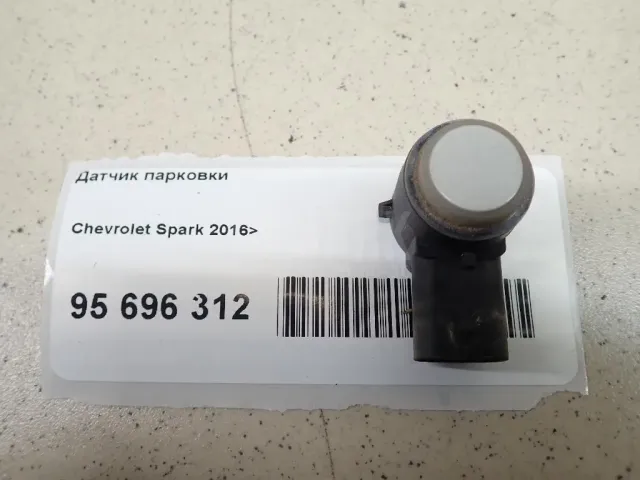 Датчик парковки
Chevrolet Spark 2016>
95 696 312